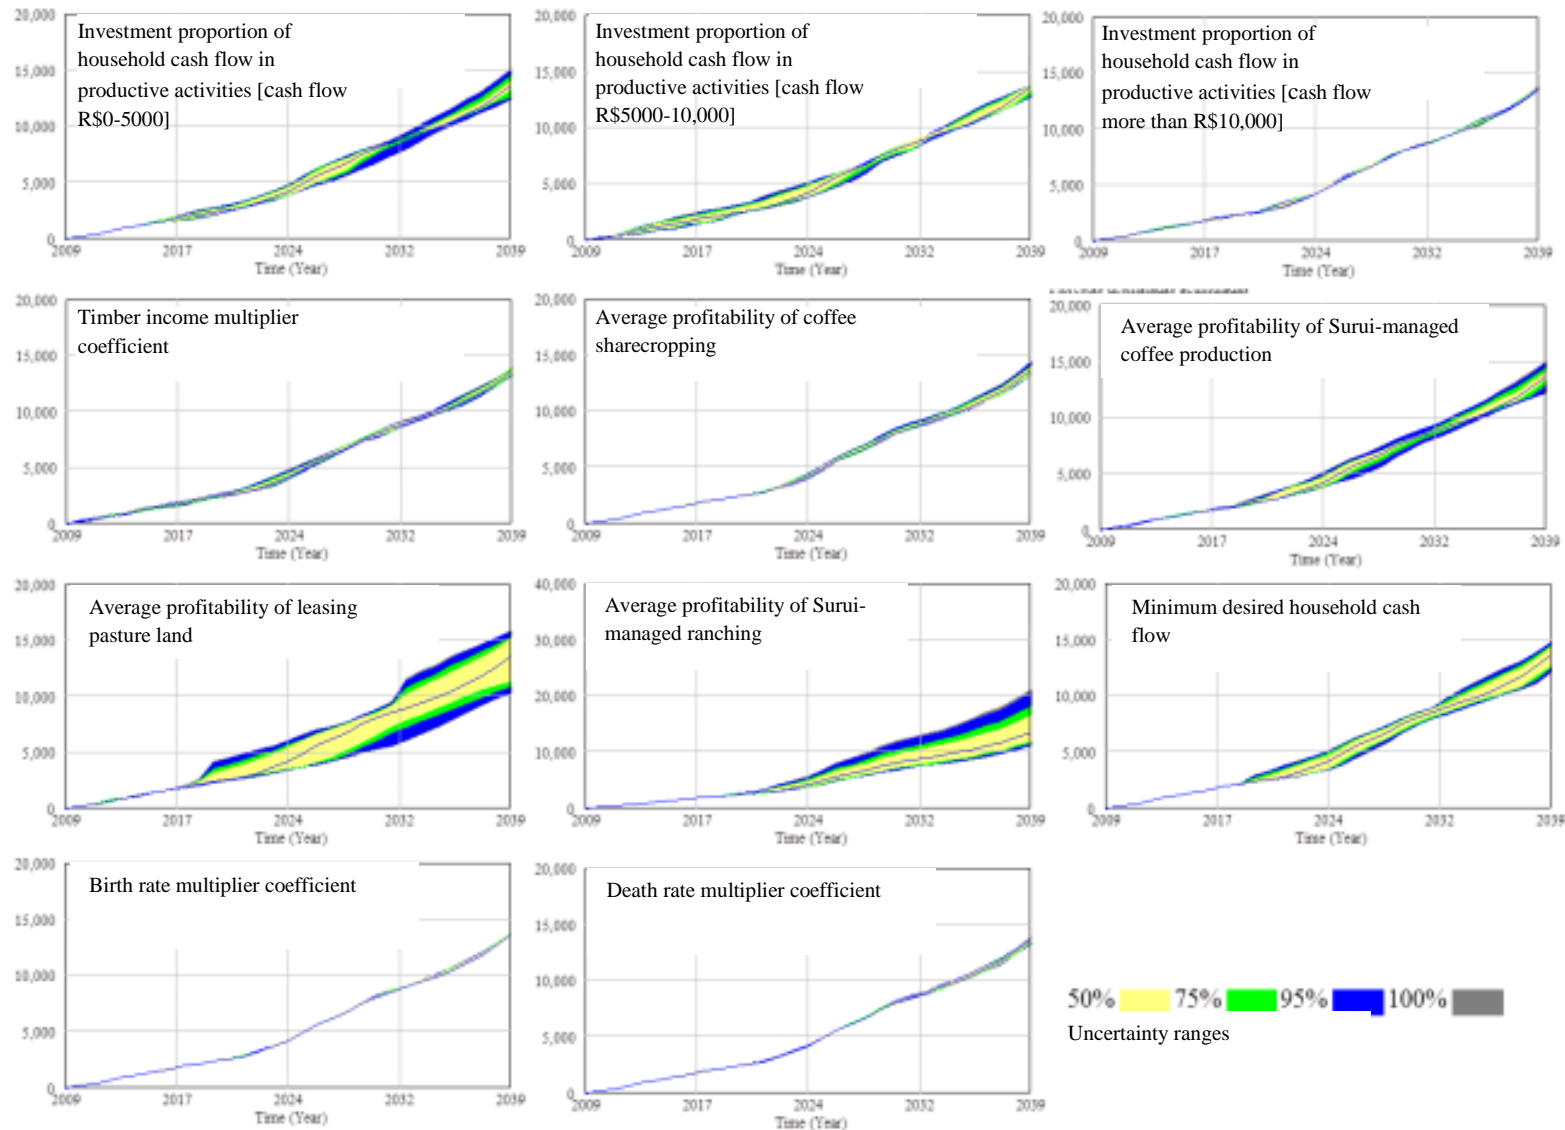 20,000
Investment proportion of
household cash flow in
productive activities [cash flow
R$0-5000]
15,000
10,000
5,000
0
2009
2017
2024
2032
2039
Time (Year)
20,000
Investment proportion of
household cash flow in
productive activities [cash flow
R$5000-10,000]
15,000
10,000
5,000
0
2009
2017
2024
2032
2039
Time (Year)
20,000
Investment proportion of
household cash flow in
productive activities [cash flow
more than R$10,000]
15,000
10,000
5,000
0
2009
2017
2024
2032
2039
Time (Year)
20,000
Timber income multiplier
coefficient
15,000
10,000
5,000
0
2009
2017
2024
2032
2039
Time (Year)
20,000
Average profitability of coffee
sharecropping
15,000
10,000
5,000
0
2009
2017
2024
2032
2039
Time (Year)
20,000
Average profitability of Surui-managed
coffee production
15,000
10,000
5,000
0
2009
2017
2024
2032
2039
Time (Year)
20,000
Average profitability of leasing
pasture land
15,000
10,000
5,000
0
2009
2017
2024
2032
2039
Time (Year)
40,000
Average profitability of Surui-
managed ranching
30,000
20,000
10,000
0
2009
2017
2024
2032
2039
Time (Year)
20,000
Minimum desired household cash
flow
15,000
10,000
5,000
0
2009
2017
2024
2032
2039
Time (Year)
20,000
Birth rate multiplier coefficient
15,000
10,000
5,000
0
2009
2017
2024
2032
2039
Time (Year)
20,000
Death rate multiplier coefficient
15,000
10,000
5,000
0
2009
2017
2024
2032
2039
Time (Year)
50% 75% 95% 100%
Uncertainty ranges